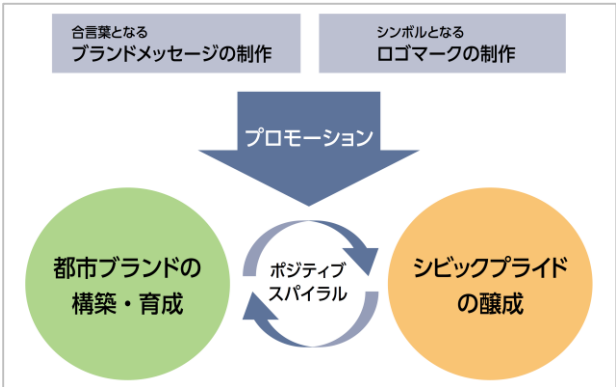 合言葉となる
ブランドメッセージの制作
シンボルとなる
ロゴマークの制作
プロモーション
都市ブランドの
構築・育成
ポジティブ
スパイラル
シビックプライド
の醸成